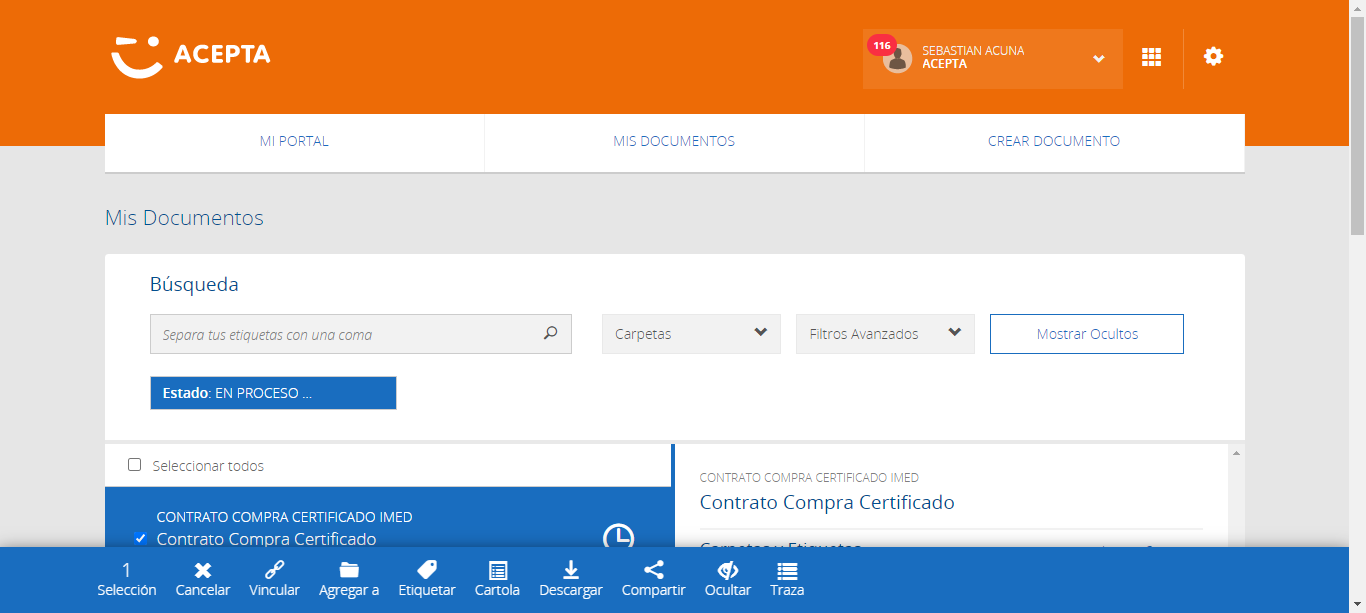 ACEPTA
116
SEBASTIAN ACUNA
ACEPTA
MI PORTAL
MIS DOCUMENTOS
CREAR DOCUMENTO
Mis Documentos
Búsqueda
Separa tus etiquetas con una coma
Carpetas
Filtros Avanzados
Mostrar Ocultos
Estado: EN PROCESO ...
Seleccionar todos
CONTRATO COMPRA CERTIFICADO IMED
Contrato Compra Certificado
CONTRATO COMPRA CERTIFICADO IMED
Contrato Compra Certificado
Carpetas y Etiquetas
1
Selección
Cancelar
Vincular
Agregar a
Etiquetar
Cartola
Descargar
Compartir
Ocultar
Traza